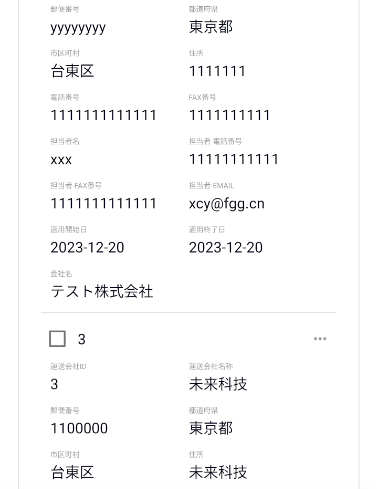 郵便番号 都道府県
yyyyyyyy 東京都
市区町村 住所
台東区 1111111
電話番号 FAX番号
1111111111111 1111111111
担当者名 担当者 電話番号
xxx 11111111111
担当者 FAX番号 担当者 EMAIL
1111111111111 xcy@fgg.cn
適用開始日 適用終了日
2023-12-20 2023-12-20
会社名
テスト株式会社
3 •••
運送会社ID 運送会社名称
3 未来科技
郵便番号 都道府県
1100000 東京都
市区町村 住所
台東区 未来科技